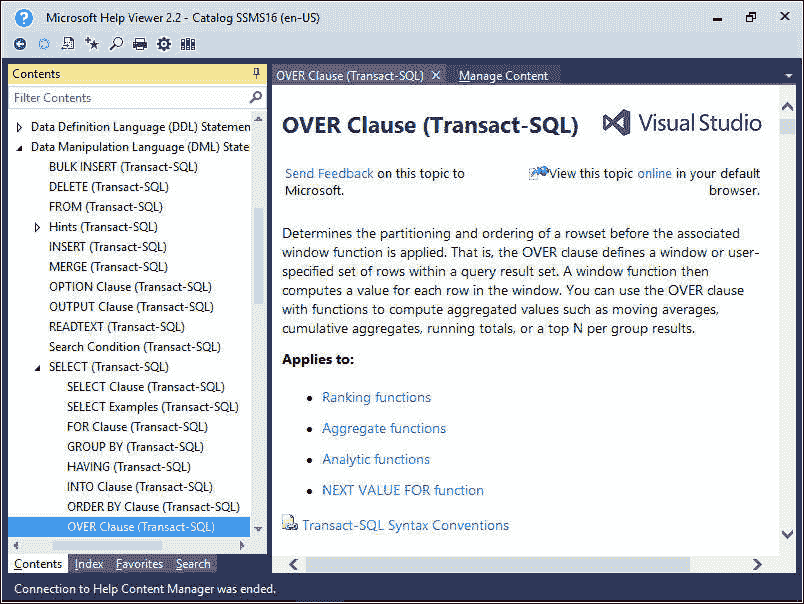 Microsoft Help Viewer 2.2 - Catalog SSMS16 (en-US)
Contents
Filter Contents
Data Definition Language (DDL) Statemen
Data Manipulation Language (DML) State
BULK INSERT (Transact-SQL)
DELETE (Transact-SQL)
FROM (Transact-SQL)
Hints (Transact-SQL)
INSERT (Transact-SQL)
MERGE (Transact-SQL)
OPTION Clause (Transact-SQL)
OUTPUT Clause (Transact-SQL)
READTEXT (Transact-SQL)
Search Condition (Transact-SQL)
SELECT (Transact-SQL)
SELECT Clause (Transact-SQL)
SELECT Examples (Transact-SQL)
FOR Clause (Transact-SQL)
GROUP BY (Transact-SQL)
HAVING (Transact-SQL)
INTO Clause (Transact-SQL)
ORDER BY Clause (Transact-SQL)
OVER Clause (Transact-SQL)
Contents Index Favorites Search
OVER Clause (Transact-SQL) Manage Content
OVER Clause (Transact-SQL)
Visual Studio
Send Feedback on this topic to
Microsoft.
View this topic online in your default
browser.
Determines the partitioning and ordering of a rowset before the associated
window function is applied. That is, the OVER clause defines a window or user-
specified set of rows within a query result set. A window function then
computes a value for each row in the window. You can use the OVER clause
with functions to compute aggregated values such as moving averages,
cumulative aggregates, running totals, or a top N per group results.
Applies to:
Ranking functions
Aggregate functions
Analytic functions
NEXT VALUE FOR function
Transact-SQL Syntax Conventions
Connection to Help Content Manager was ended.